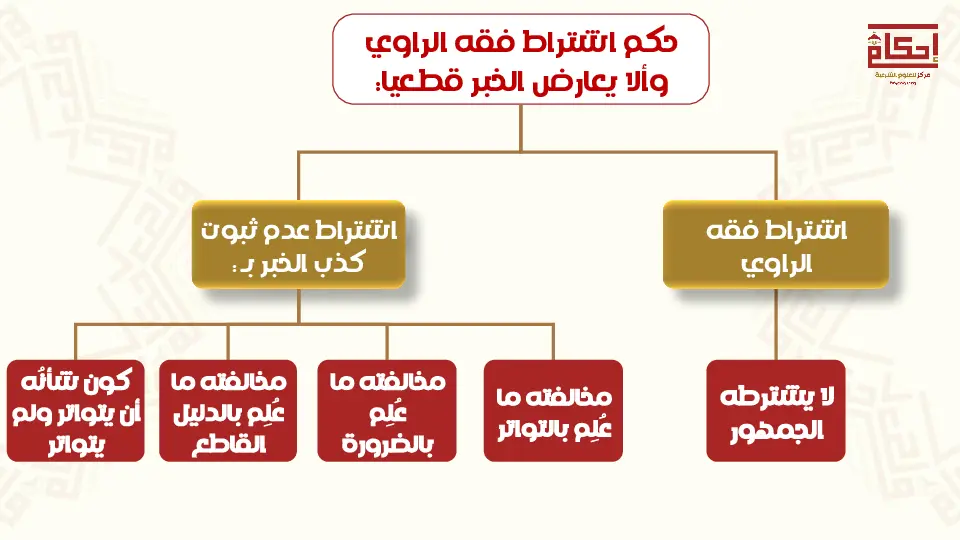 حكم اشتراط فقه الراوي
وألا يعارض الخبر قطعيا:
إحكام
مركز للعلوم الشرعية
اشتراط فقه
الراوي
اشتراط عدم ثبوت
كذب الخبر بـ :
لا يشترطه
الجمهور
مخالفته ما
عُلِم بالتواتر
مخالفته ما
عُلِم
بالضرورة
مخالفته ما
عُلِم بالدليل
القاطع
كون شأنُه
أن يتواتر ولم
يتواتر